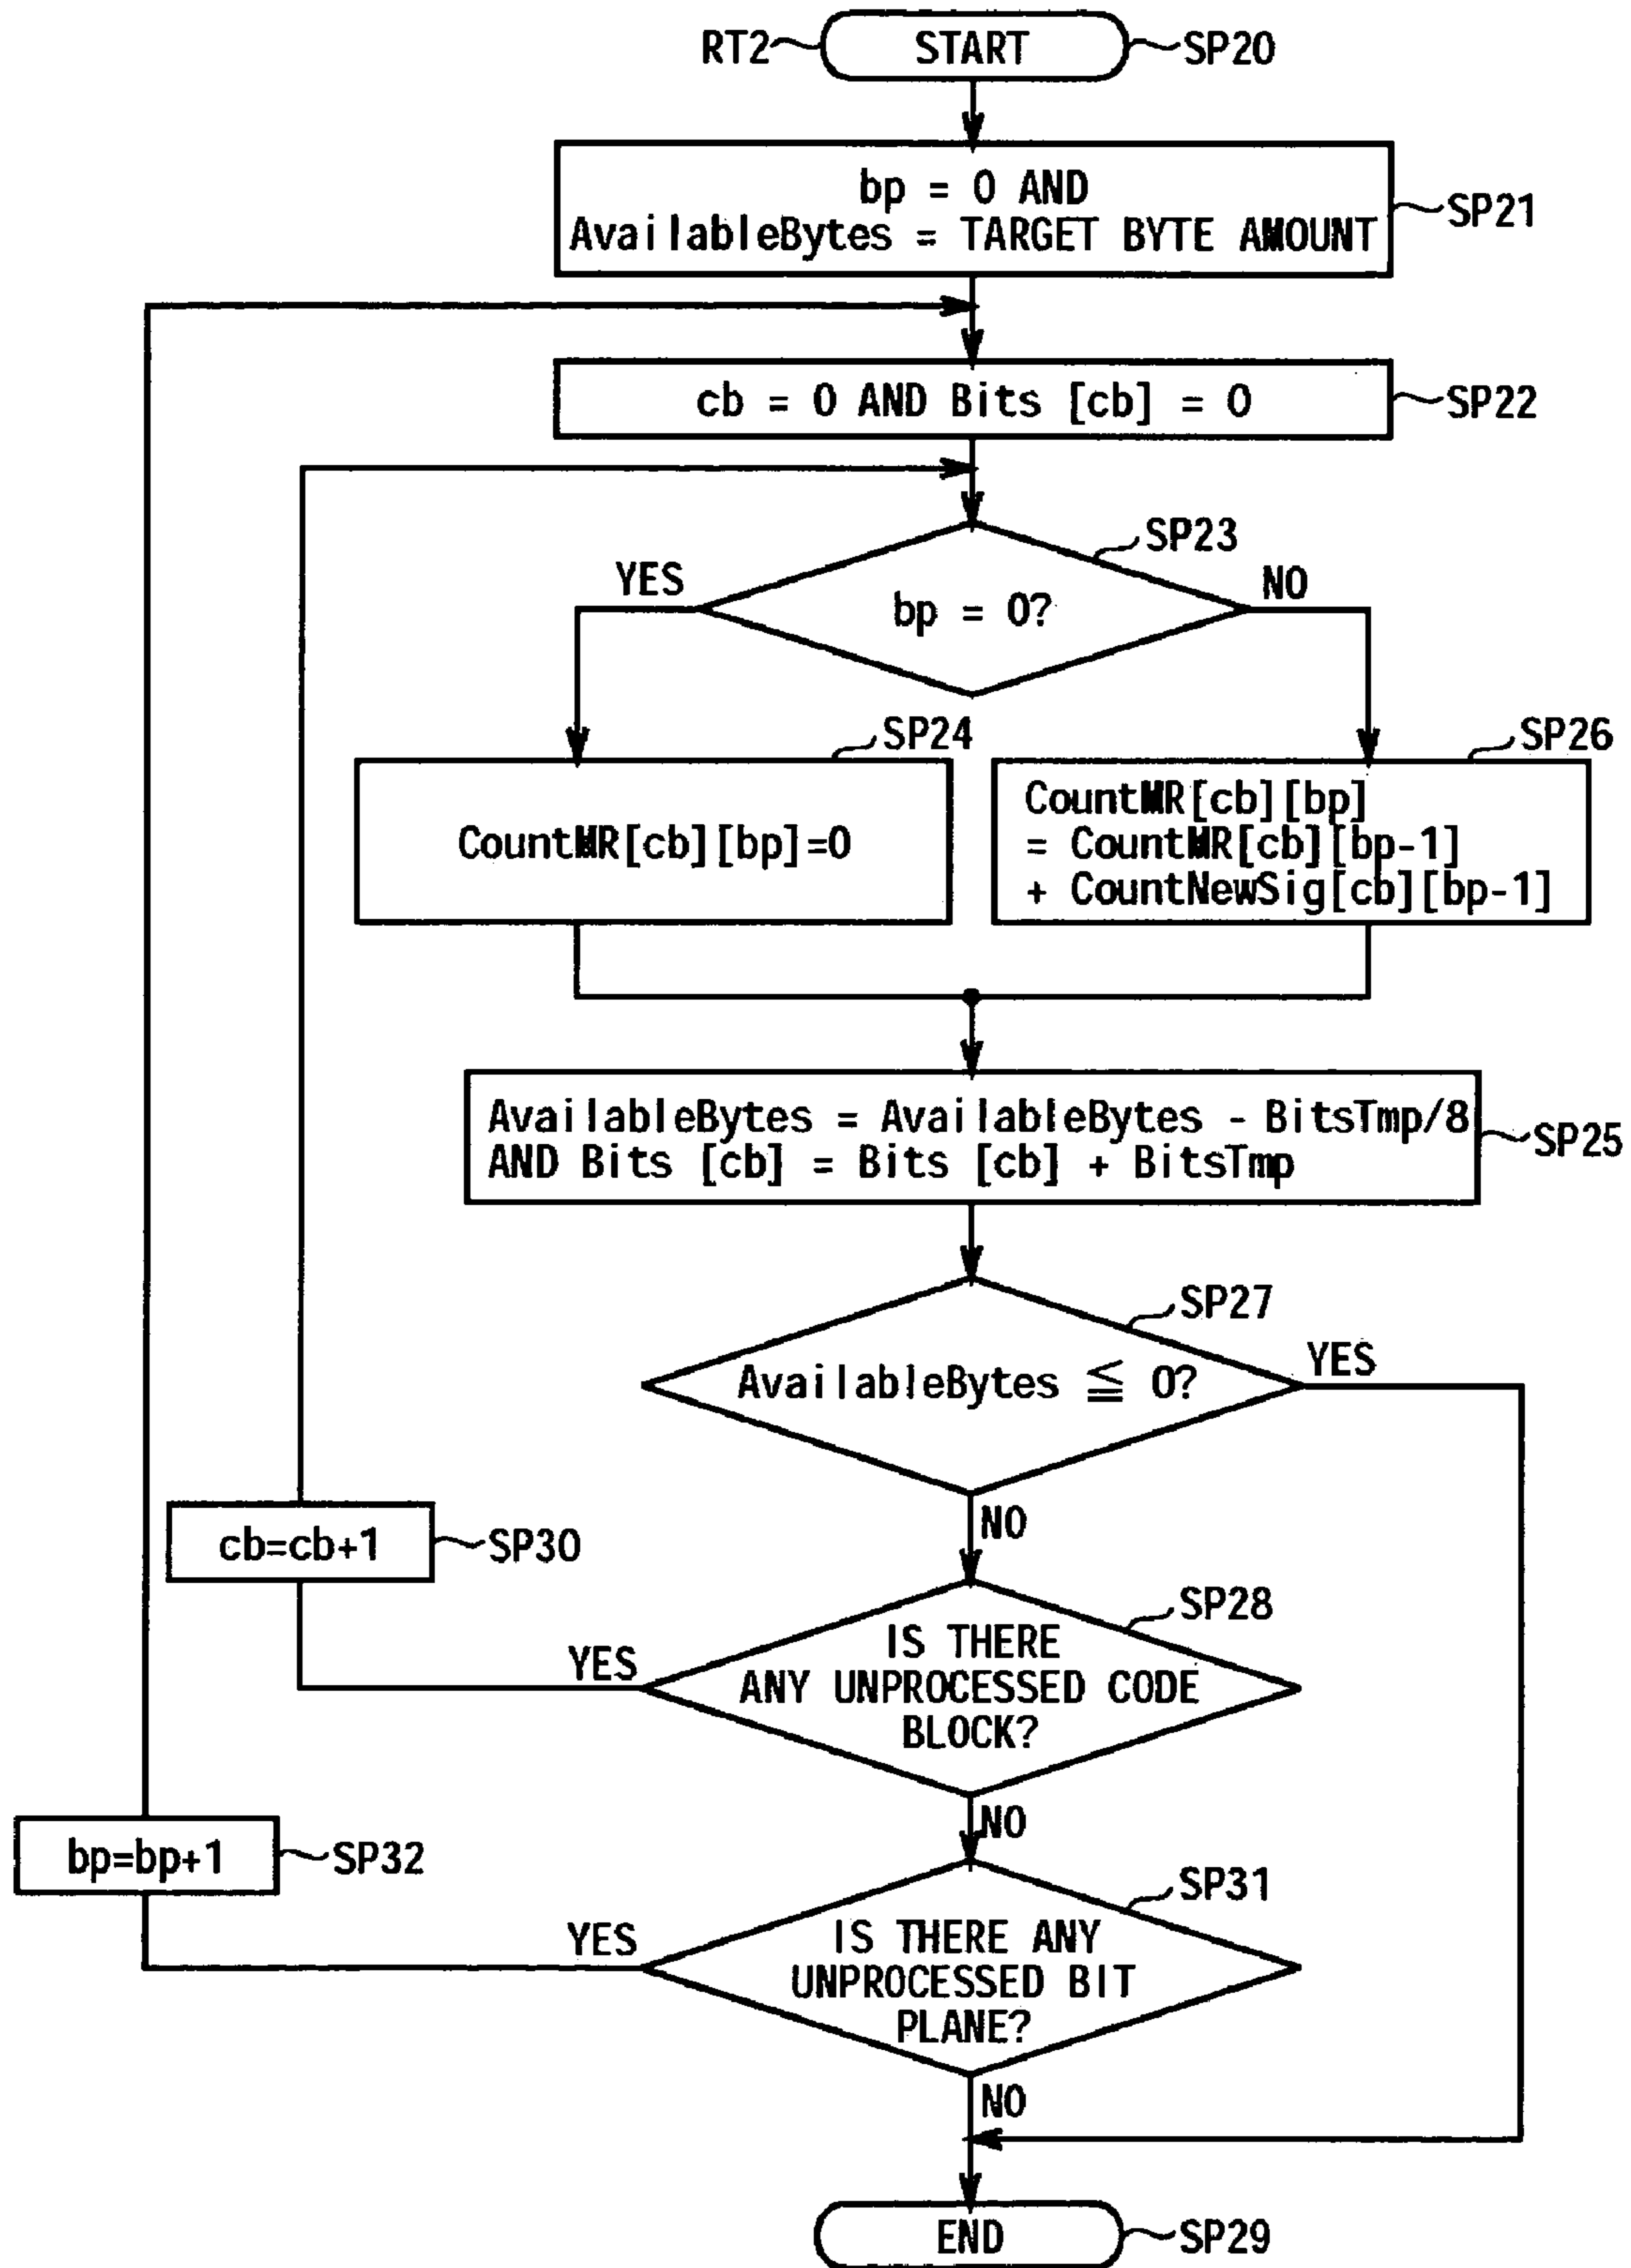 RT2
START
SP20
bp = 0 AND
AvailableBytes = TARGET BYTE AMOUNT
SP21
cb = 0 AND Bits [cb] = 0
SP22
SP23
YES
NO
bp = 0?
SP24
SP26
CountMR[cb][bp]=0
CountMR[cb][bp]
= CountMR[cb][bp-1]
+ CountNewSig[cb][bp-1]
AvailableBytes = AvailableBytes - BitsTmp/8
AND Bits [cb] = Bits [cb] + BitsTmp
SP25
SP27
AvailableBytes ≦ 0?
YES
NO
cb=cb+1
SP30
SP28
YES
IS THERE
ANY UNPROCESSED CODE
BLOCK?
NO
bp=bp+1
SP32
SP31
YES
IS THERE ANY
UNPROCESSED BIT
PLANE?
NO
END
SP29